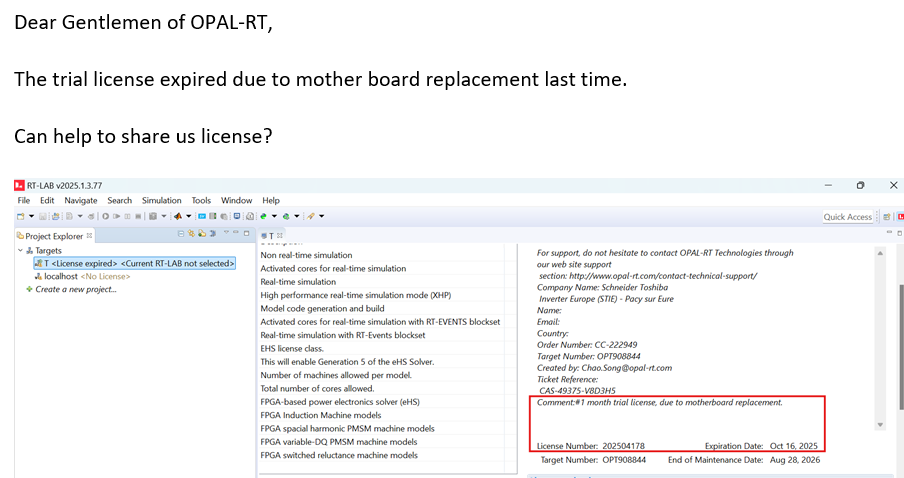 Dear Gentlemen of OPAL-RT,
The trial license expired due to mother board replacement last time.
Can help to share us license?
RT-LAB v2025.1.3.77
File Edit Navigate Search Simulation Tools Window Help
Quick Access
Project Explorer
T
Targets
T <License expired> <Current RT-LAB not selected>
localhost <No License>
Create a new project...
Non real-time simulation
Activated cores for real-time simulation
Real-time simulation
High performance real-time simulation mode (XHP)
Model code generation and build
Activated cores for real-time simulation with RT-EVENTS blockset
Real-time simulation with RT-Events blockset
EHS license class.
This will enable Generation 5 of the eHS Solver.
Number of machines allowed per model.
Total number of cores allowed.
FPGA-based power electronics solver (eHS)
FPGA Induction Machine models
FPGA spacial harmonic PMSM machine models
FPGA variable-DQ PMSM machine models
FPGA switched reluctance machine models
For support, do not hesitate to contact OPAL-RT Technologies through
our web site support
section: http://www.opal-rt.com/contact-technical-support/
Company Name: Schneider Toshiba
Inverter Europe (STIE) - Pacy sur Eure
Name:
Email:
Country:
Order Number: CC-222949
Target Number: OPT908844
Created by: Chao.Song@opal-rt.com
Ticket Reference:
CAS-49375-V8D3H5
Comment:#1 month trial license, due to motherboard replacement.
License Number: 202504178 Expiration Date: Oct 16, 2025
Target Number: OPT908844 End of Maintenance Date: Aug 28, 2026